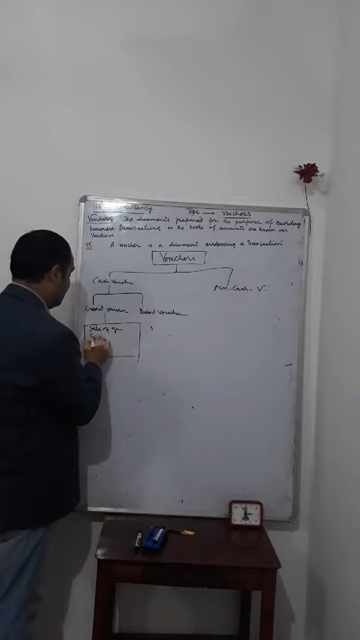 Topic → Vouchers
Vouchers: The documents prepared for the purpose of recording
business transactions in the books of accounts are known as
Vouchers
Or A voucher is a document evidencing a transaction
Vouchers
Cash Voucher Non-Cash-V
Credit Voucher Debit Voucher
Sale of